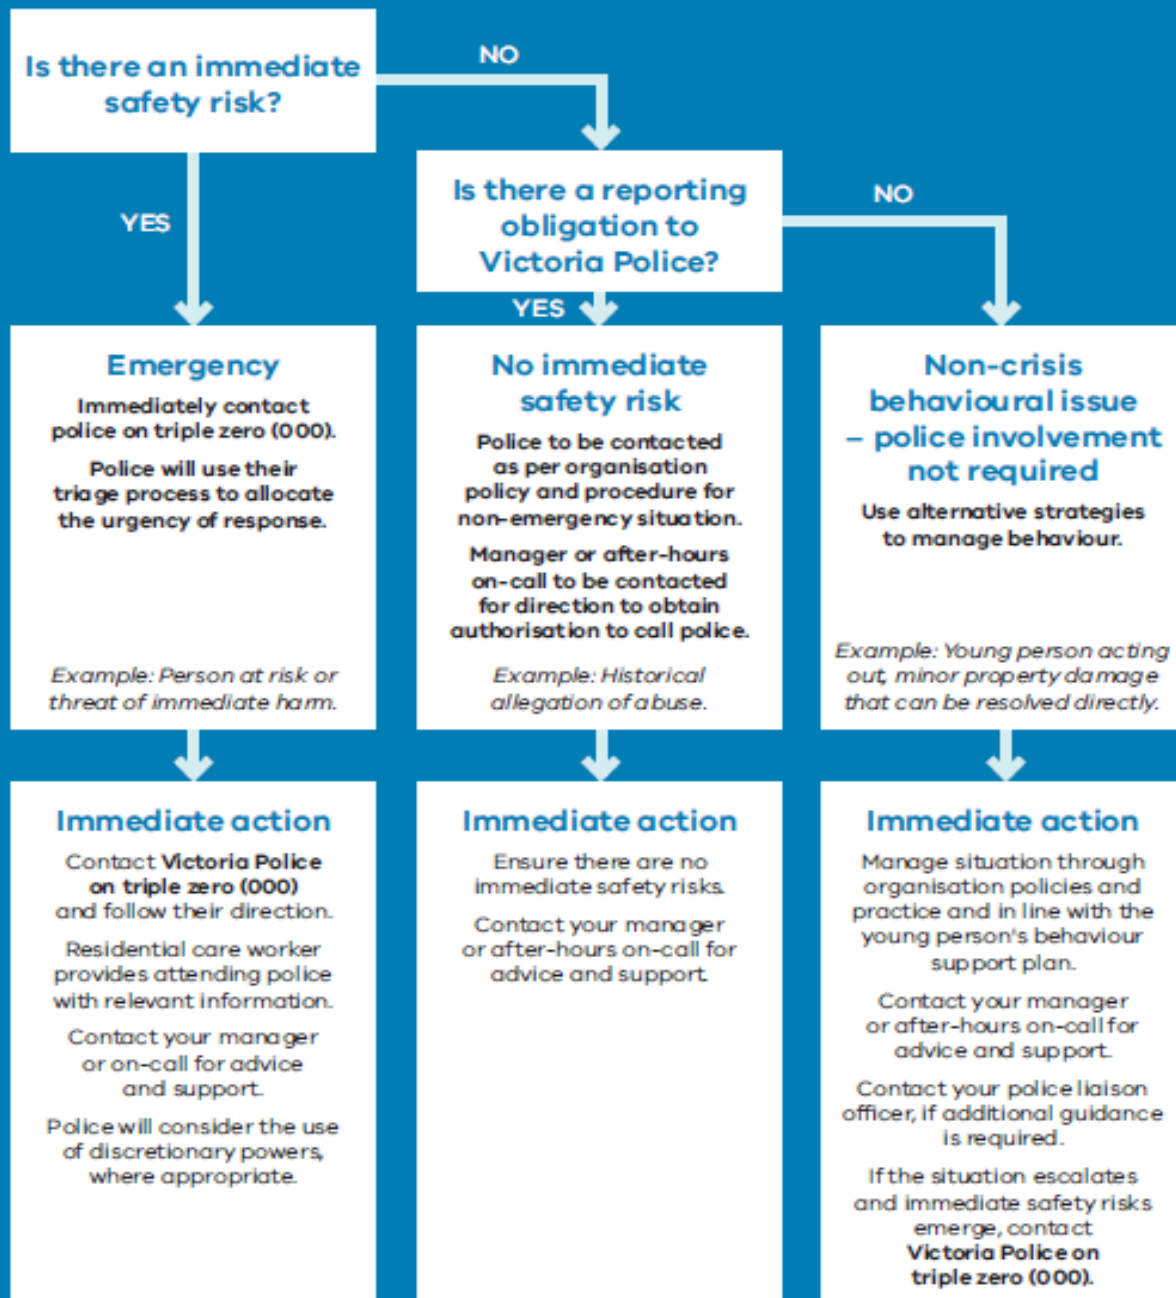 Is there an immediate
safety risk?
NO
YES
Is there a reporting
obligation to
Victoria Police?
NO
YES
Emergency
Immediately contact
police on triple zero (000).
Police will use their
triage process to allocate
the urgency of response.
Example: Person at risk or
threat of immediate harm.
No immediate
safety risk
Police to be contacted
as per organisation
policy and procedure for
non-emergency situation.
Manager or after-hours
on-call to be contacted
for direction to obtain
authorisation to call police.
Example: Historical
allegation of abuse.
Non-crisis
behavioural issue
– police involvement
not required
Use alternative strategies
to manage behaviour.
Example: Young person acting
out, minor property damage
that can be resolved directly.
Immediate action
Contact Victoria Police
on triple zero (000)
and follow their direction.
Residential care worker
provides attending police
with relevant information.
Contact your manager
or on-call for advice
and support.
Police will consider the use
of discretionary powers,
where appropriate.
Immediate action
Ensure there are no
immediate safety risks.
Contact your manager
or after-hours on-call for
advice and support.
Immediate action
Manage situation through
organisation policies and
practice and in line with the
young person's behaviour
support plan.
Contact your manager
or after-hours on-call for
advice and support.
Contact your police liaison
officer, if additional guidance
is required.
If the situation escalates
and immediate safety risks
emerge, contact
Victoria Police on
triple zero (000).